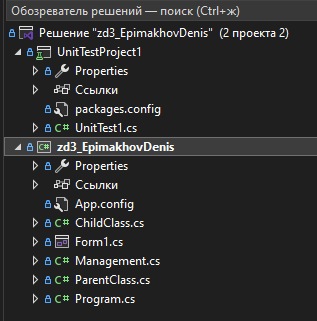 Обозреватель решений — поиск (Ctrl+ж)
Решение "zd3_EpimakhovDenis" (2 проекта 2)
UnitTestProject1
Properties
Ссылки
packages.config
C# UnitTest1.cs
C# zd3_EpimakhovDenis
Properties
Ссылки
App.config
C# ChildClass.cs
Form1.cs
C# Management.cs
C# ParentClass.cs
C# Program.cs